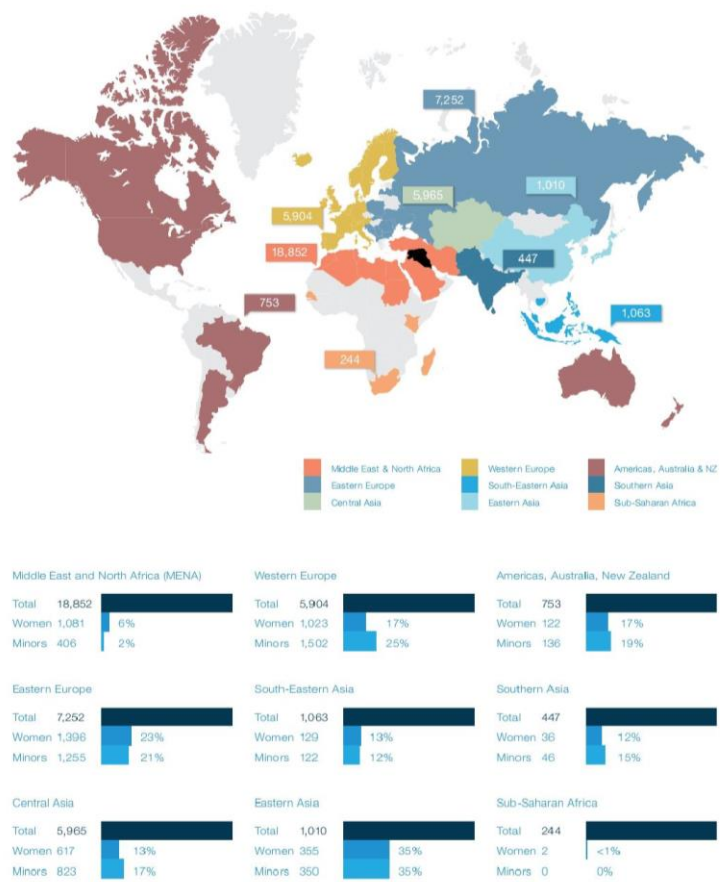 7,252
5,965
1,010
5,904
18,852
447
753
1,063
244
Middle East & North Africa
Western Europe
Americas, Australia & NZ
Eastern Europe
South-Eastern Asia
Southern Asia
Central Asia
Eastern Asia
Sub-Saharan Africa
Middle East and North Africa (MENA)
Total 18,852
Women 1,081 6%
Minors 406 2%
Western Europe
Total 5,904
Women 1,023 17%
Minors 1,502 25%
Americas, Australia, New Zealand
Total 753
Women 122 17%
Minors 136 19%
Eastern Europe
Total 7,252
Women 1,396 23%
Minors 1,255 21%
South-Eastern Asia
Total 1,063
Women 129 13%
Minors 122 12%
Southern Asia
Total 447
Women 36 12%
Minors 46 15%
Central Asia
Total 5,965
Women 617 13%
Minors 823 17%
Eastern Asia
Total 1,010
Women 355 35%
Minors 350 35%
Sub-Saharan Africa
Total 244
Women 2 <1%
Minors 0 0%